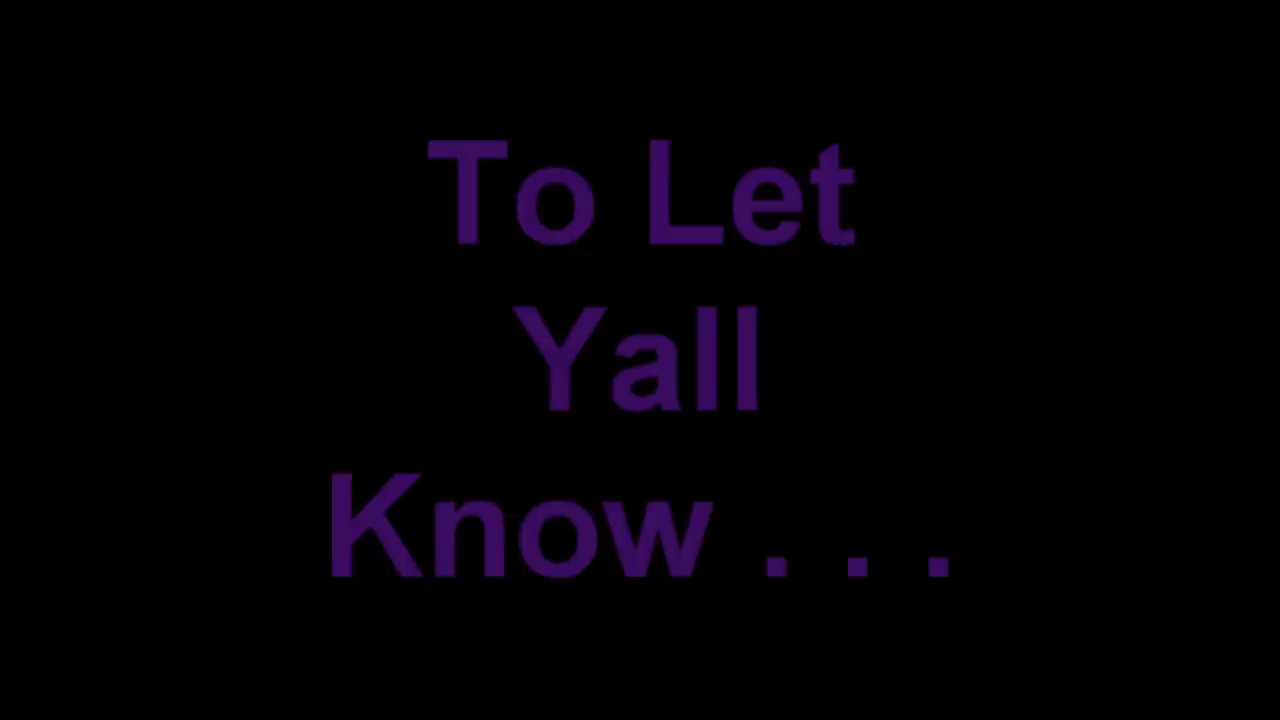 To Let
Yall
Know . . .